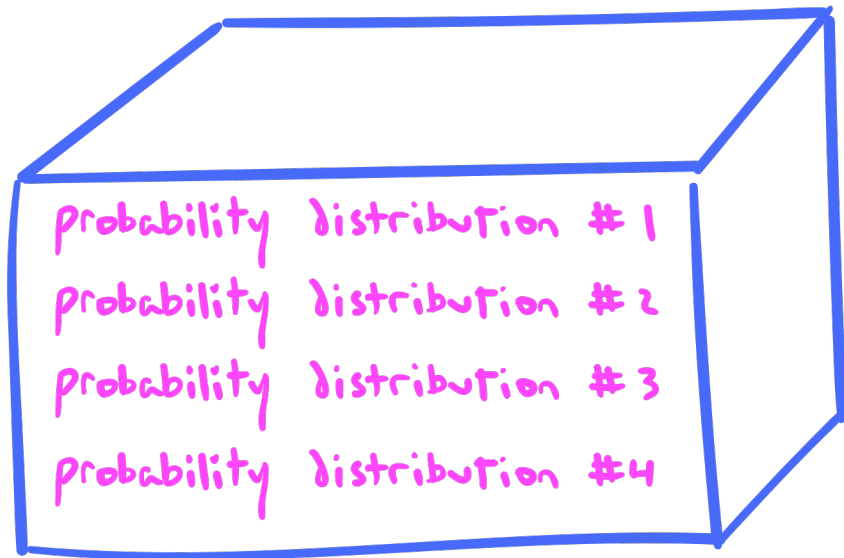 probability distribution # 1
probability distribution # 2
probability distribution # 3
probability distribution #4